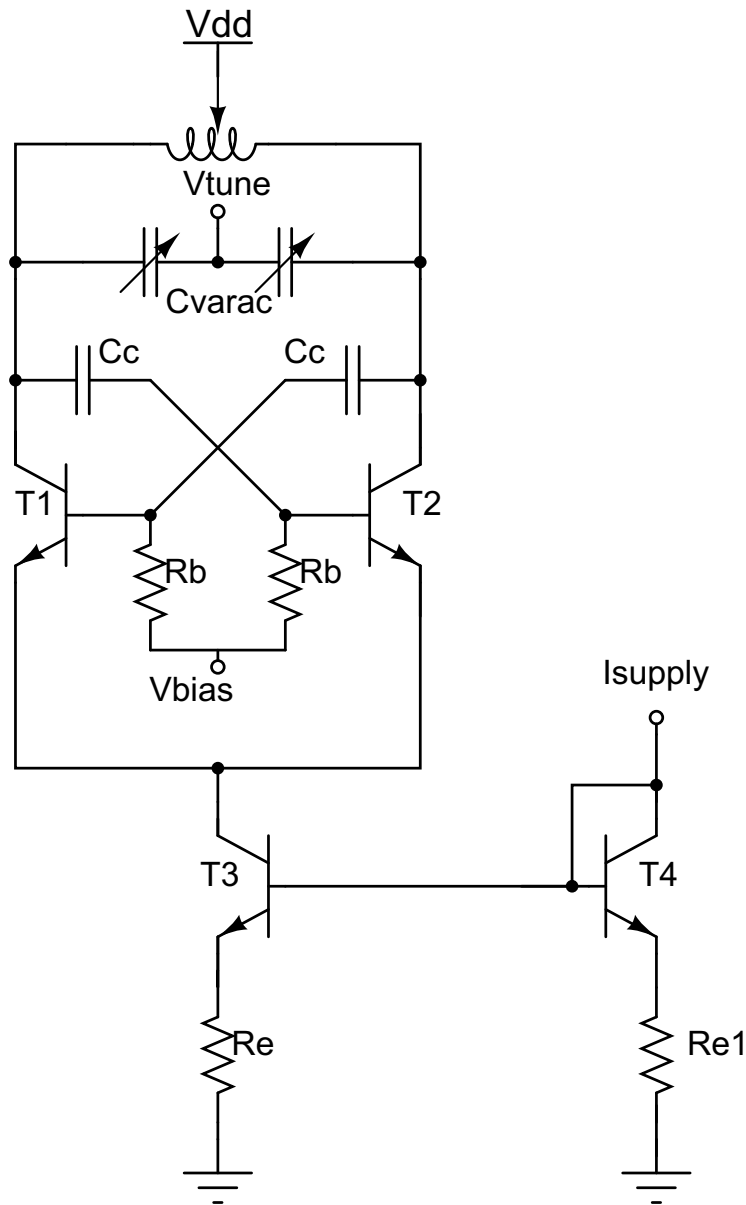 Vdd
Vtune
Cvarac
Cc Cc
T1 T2
Rb Rb
Vbias
Isupply
T3 T4
Re Re1